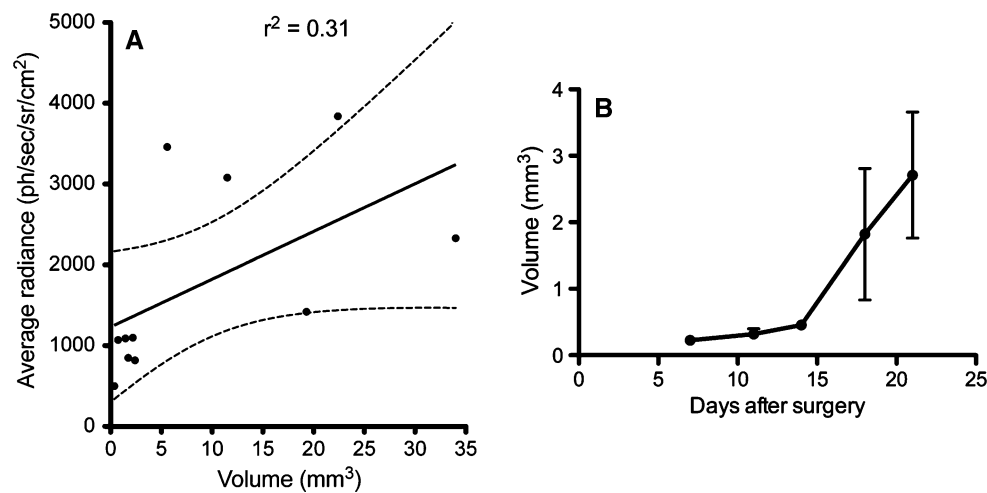 A
r² = 0.31
Average radiance (ph/sec/sr/cm²)
5000
4000
3000
2000
1000
0
0 5 10 15 20 25 30 35
Volume (mm³)
B
Volume (mm³)
4
3
2
1
0
0 5 10 15 20 25
Days after surgery